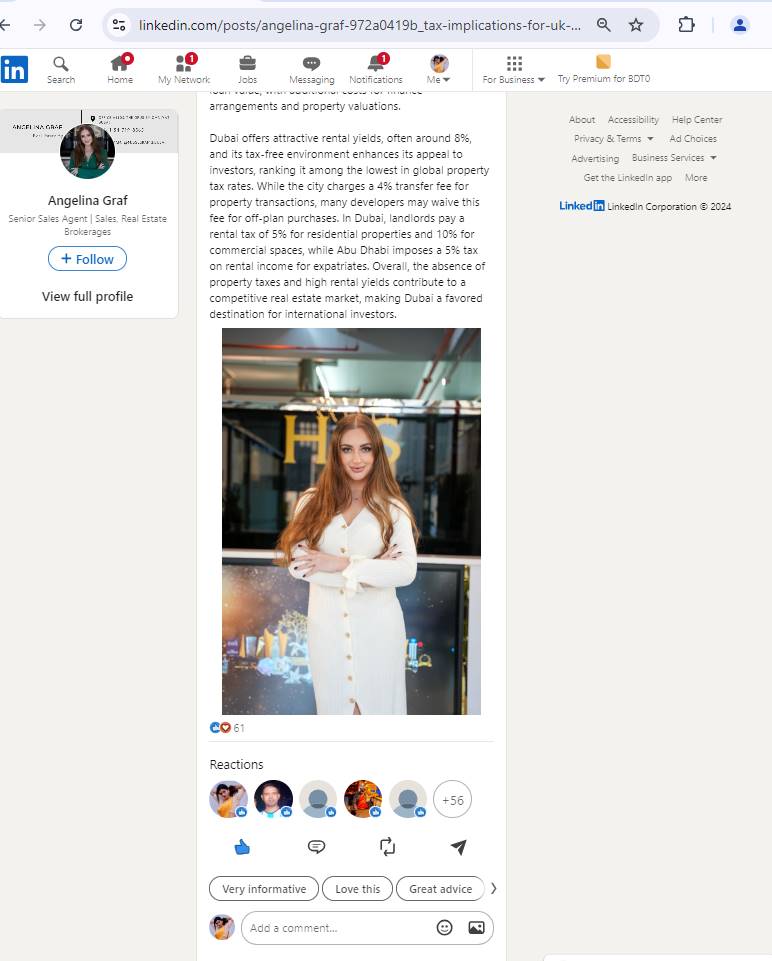 linkedin.com/posts/angelina-graf-972a0419b_tax-implications-for-uk-...
in
Search
Home
1
My Network
Jobs
Messaging
1
Notifications
Me
For Business
Try Premium for BDT0
ANGELINA GRAF
Angelina Graf
Senior Sales Agent | Sales, Real Estate
Brokerages
+ Follow
View full profile
loan value, with additional costs for finance
arrangements and property valuations.
Dubai offers attractive rental yields, often around 8%,
and its tax-free environment enhances its appeal to
investors, ranking it among the lowest in global property
tax rates. While the city charges a 4% transfer fee for
property transactions, many developers may waive this
fee for off-plan purchases. In Dubai, landlords pay a
rental tax of 5% for residential properties and 10% for
commercial spaces, while Abu Dhabi imposes a 5% tax
on rental income for expatriates. Overall, the absence of
property taxes and high rental yields contribute to a
competitive real estate market, making Dubai a favored
destination for international investors.
61
Reactions
+56
Very informative
Love this
Great advice
Add a comment...
About Accessibility Help Center
Privacy & Terms Ad Choices
Advertising Business Services
Get the LinkedIn app More
LinkedIn LinkedIn Corporation © 2024